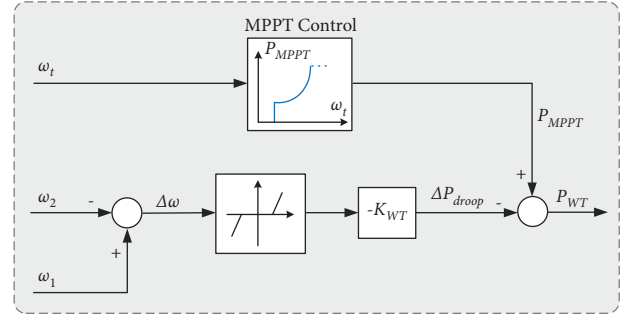 MPPT Control
P_MPPT
ω_t
ω_t
P_MPPT
+
ω_2
-
Δω
-K_WT
ΔP_droop
-
P_WT
+
ω_1